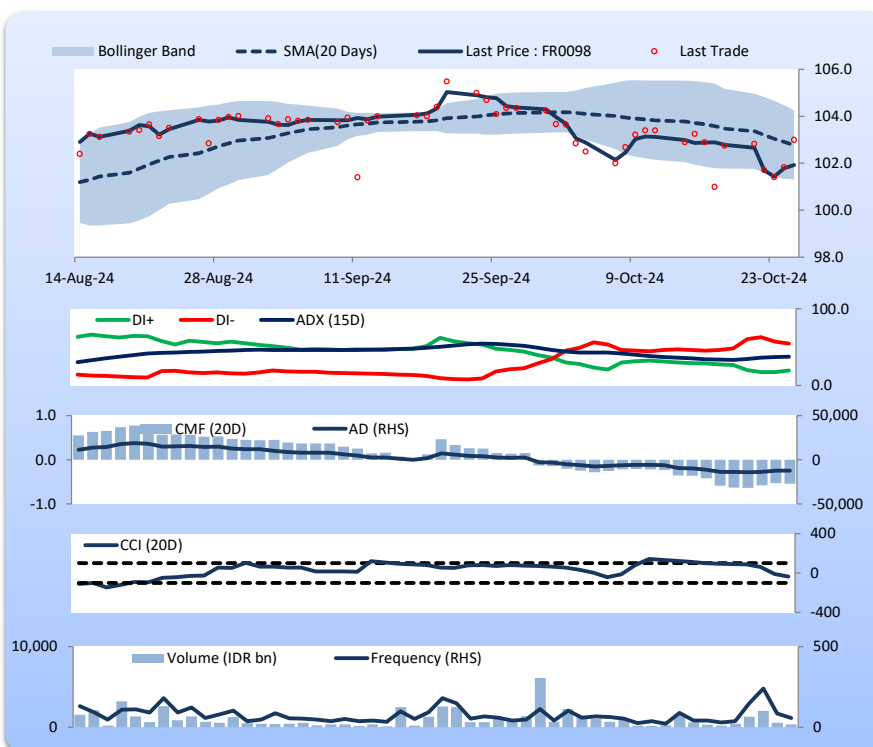 Bollinger Band SMA(20 Days) Last Price : FR0098 Last Trade
106.0
104.0
102.0
100.0
98.0
14-Aug-24 28-Aug-24 11-Sep-24 25-Sep-24 9-Oct-24 23-Oct-24
DI+ DI- ADX (15D)
100.0
0.0
1.0 CMF (20D) AD (RHS) 50,000
0.0 0
-1.0 -50,000
CCI (20D) 400
0
-400
10,000 Volume (IDR bn) Frequency (RHS) 500
0 0